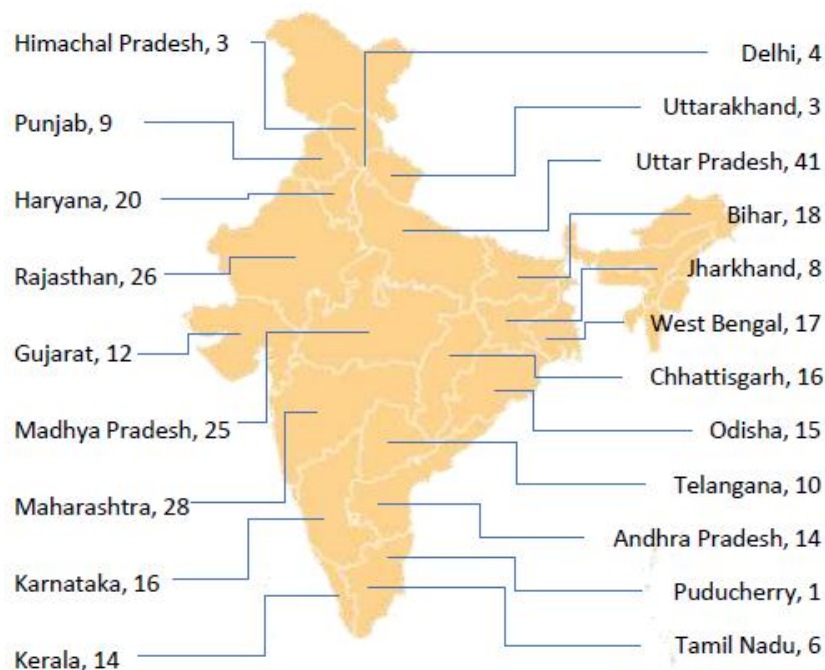 Himachal Pradesh, 3
Punjab, 9
Haryana, 20
Rajasthan, 26
Gujarat, 12
Madhya Pradesh, 25
Maharashtra, 28
Karnataka, 16
Kerala, 14
Delhi, 4
Uttarakhand, 3
Uttar Pradesh, 41
Bihar, 18
Jharkhand, 8
West Bengal, 17
Chhattisgarh, 16
Odisha, 15
Telangana, 10
Andhra Pradesh, 14
Puducherry, 1
Tamil Nadu, 6